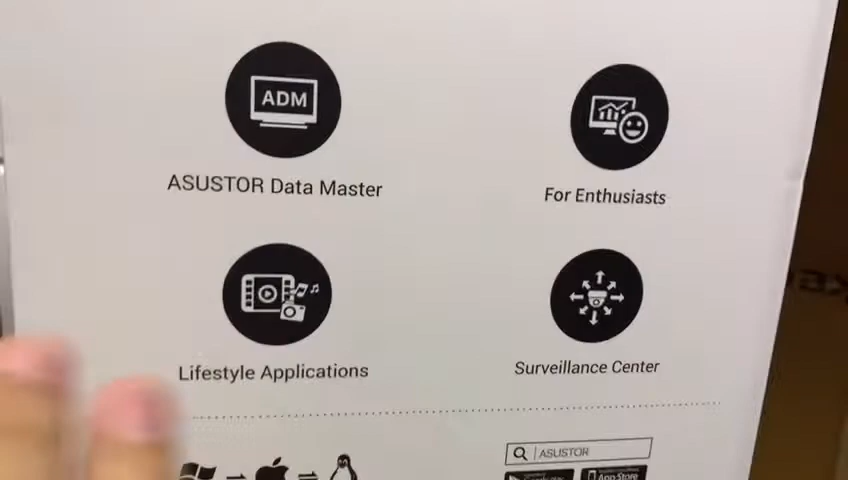 ADM
ASUSTOR Data Master
For Enthusiasts
Lifestyle Applications
Surveillance Center
ASUSTOR
App Store